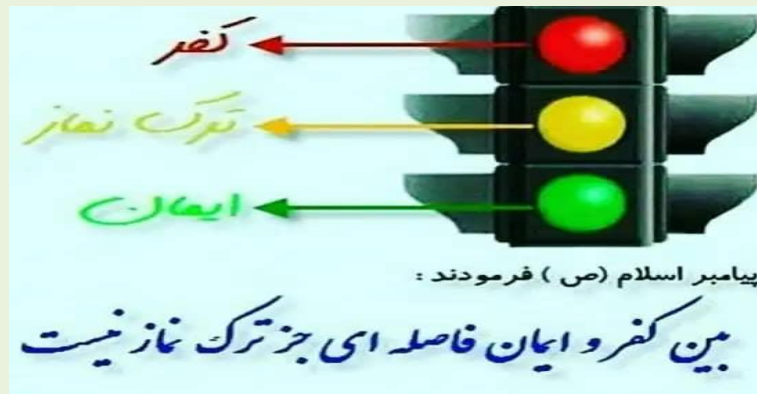 کفر
ترک نماز
ایمان
پیامبر اسلام (ص) فرمودند :
بین کفر و ایمان فاصله ای جز ترک نماز نیست